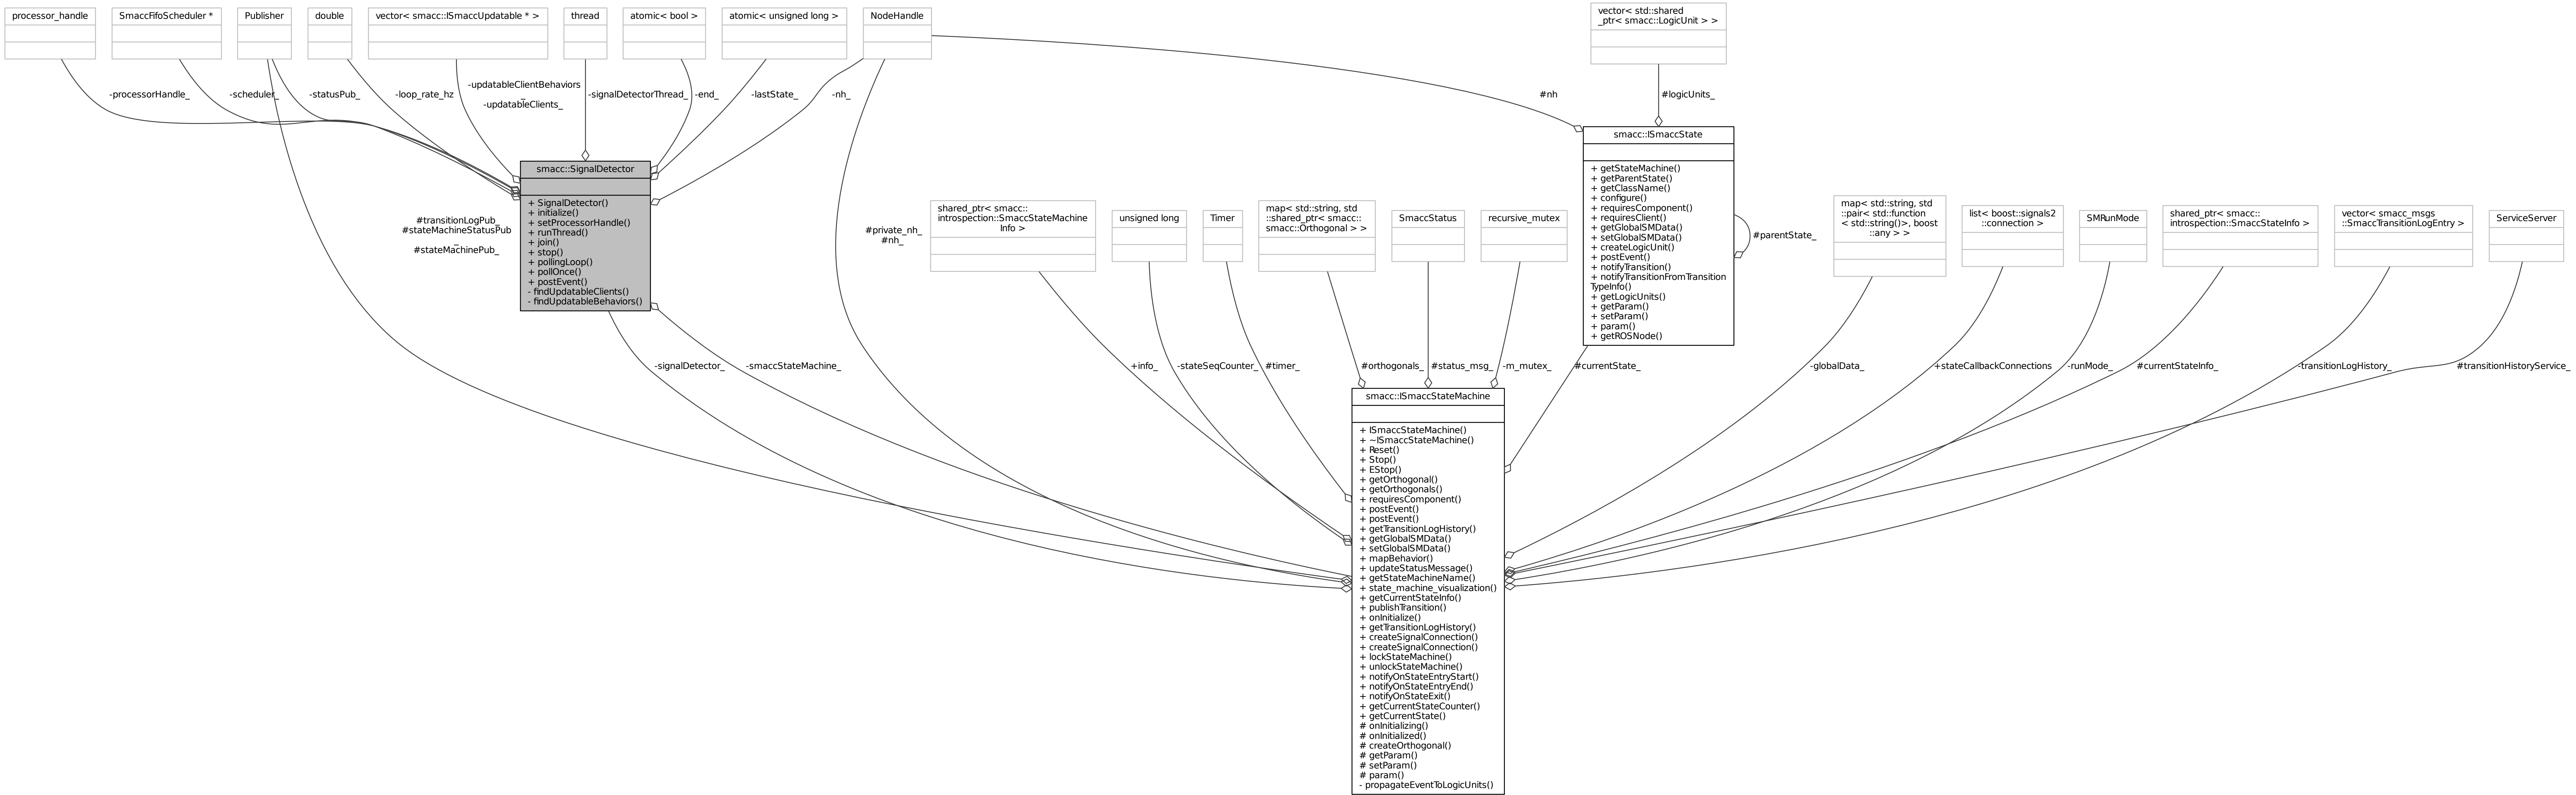 processor_handle
SmaccFifoScheduler *
Publisher
double
vector< smacc::ISmaccUpdatable * >
thread
atomic< bool >
atomic< unsigned long >
NodeHandle
vector< std::shared
_ptr< smacc::LogicUnit > >
-processorHandle_
-scheduler_
-statusPub_
-loop_rate_hz
-updatableClientBehaviors
_
-updatableClients_
-signalDetectorThread_
-end_
-lastState_
-nh_
#nh
#logicUnits_
smacc::SignalDetector
+ SignalDetector()
+ initialize()
+ setProcessorHandle()
+ runThread()
+ join()
+ stop()
+ pollingLoop()
+ pollOnce()
+ postEvent()
- findUpdatableClients()
- findUpdatableBehaviors()
smacc::ISmaccState
+ getStateMachine()
+ getParentState()
+ getClassName()
+ configure()
+ requiresComponent()
+ requiresClient()
+ getGlobalSMData()
+ setGlobalSMData()
+ createLogicUnit()
+ postEvent()
+ notifyTransition()
+ notifyTransitionFromTransition
TypeInfo()
+ getLogicUnits()
+ getParam()
+ setParam()
+ param()
+ getROSNode()
#parentState_
#transitionLogPub_
#stateMachineStatusPub
_
#stateMachinePub_
#private_nh_
#nh_
shared_ptr< smacc::
introspection::SmaccStateMachine
Info >
unsigned long
Timer
map< std::string, std
::shared_ptr< smacc::
smacc::Orthogonal > >
SmaccStatus
recursive_mutex
map< std::string, std
::pair< std::function
< std::string()>, boost
::any > >
list< boost::signals2
::connection >
SMRunMode
shared_ptr< smacc::
introspection::SmaccStateInfo >
vector< smacc_msgs
::SmaccTransitionLogEntry >
ServiceServer
-signalDetector_
-smaccStateMachine_
+info_
-stateSeqCounter_
#timer_
#orthogonals_
#status_msg_
-m_mutex_
#currentState_
-globalData_
+stateCallbackConnections
-runMode_
#currentStateInfo_
-transitionLogHistory_
#transitionHistoryService_
smacc::ISmaccStateMachine
+ ISmaccStateMachine()
+ ~ISmaccStateMachine()
+ Reset()
+ Stop()
+ EStop()
+ getOrthogonal()
+ getOrthogonals()
+ requiresComponent()
+ postEvent()
+ postEvent()
+ getTransitionLogHistory()
+ getGlobalSMData()
+ setGlobalSMData()
+ mapBehavior()
+ updateStatusMessage()
+ getStateMachineName()
+ state_machine_visualization()
+ getCurrentStateInfo()
+ publishTransition()
+ onInitialize()
+ getTransitionLogHistory()
+ createSignalConnection()
+ createSignalConnection()
+ lockStateMachine()
+ unlockStateMachine()
+ notifyOnStateEntryStart()
+ notifyOnStateEntryEnd()
+ notifyOnStateExit()
+ getCurrentStateCounter()
+ getCurrentState()
# onInitializing()
# onInitialized()
# createOrthogonal()
# getParam()
# setParam()
# param()
- propagateEventToLogicUnits()